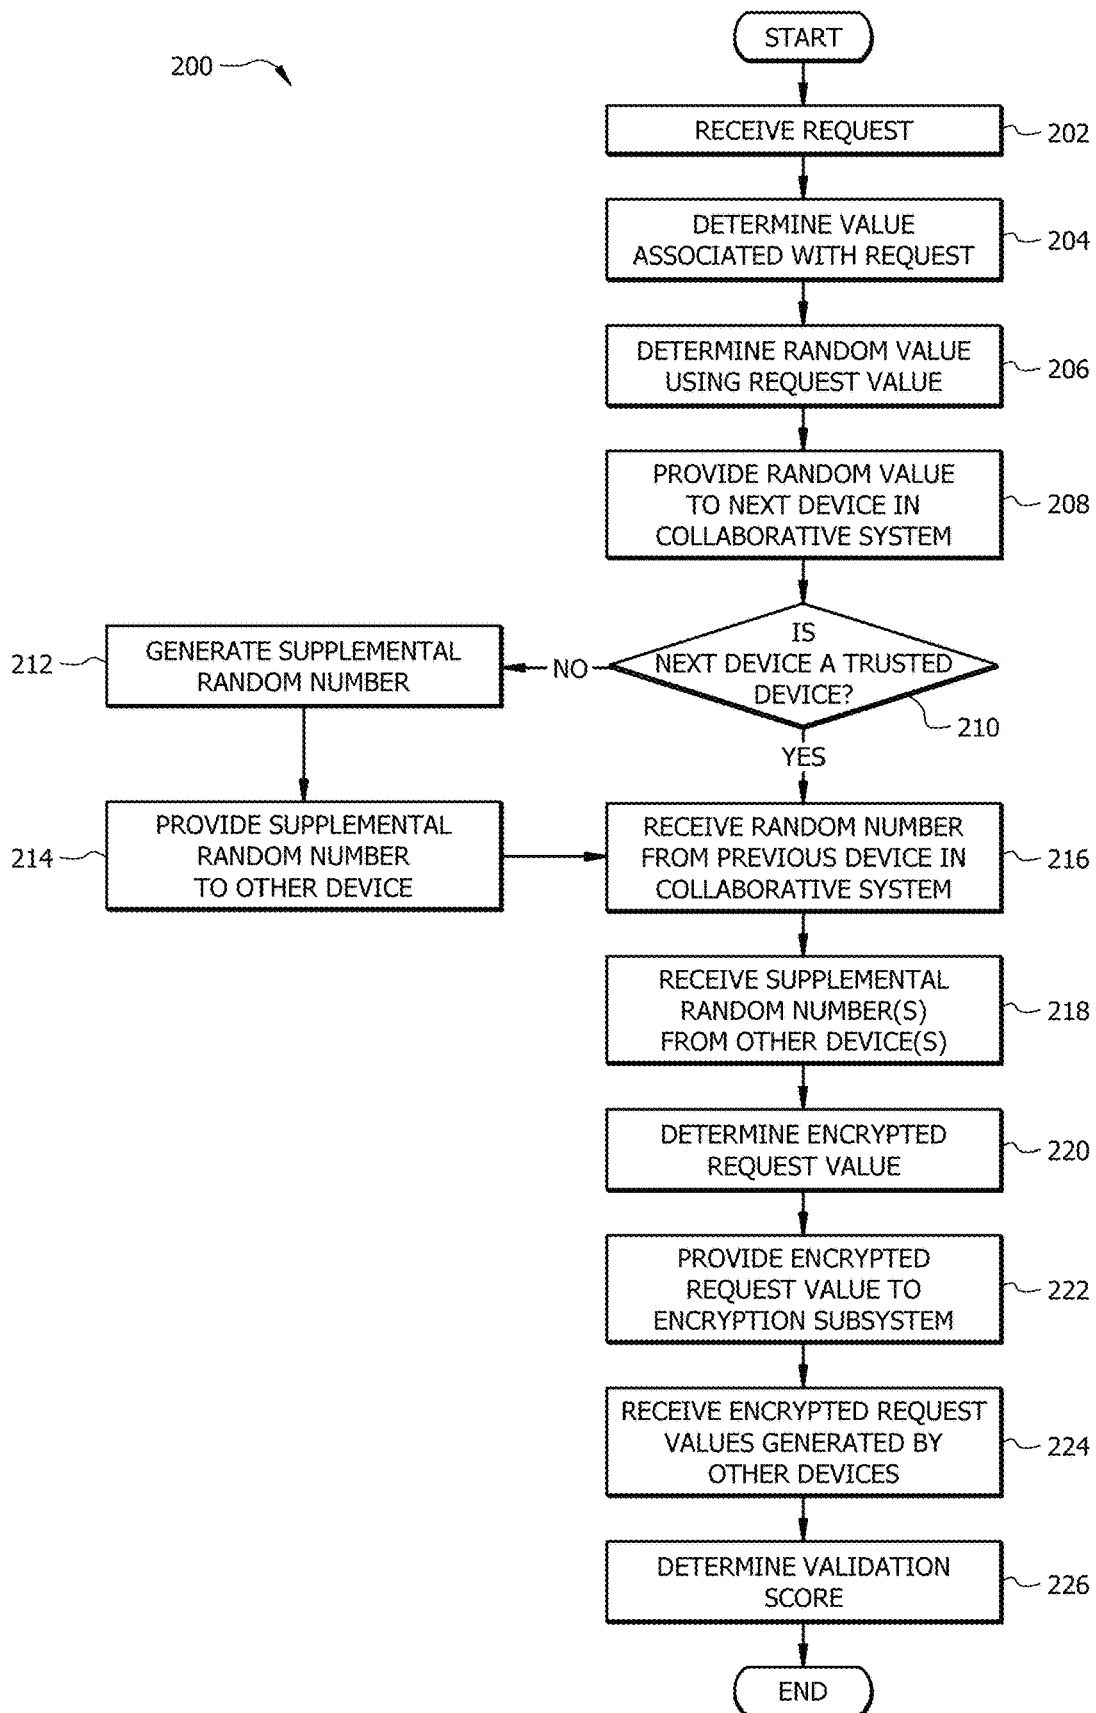 START
200
RECEIVE REQUEST
202
DETERMINE VALUE
ASSOCIATED WITH REQUEST
204
DETERMINE RANDOM VALUE
USING REQUEST VALUE
206
PROVIDE RANDOM VALUE
TO NEXT DEVICE IN
COLLABORATIVE SYSTEM
208
IS
NEXT DEVICE A TRUSTED
DEVICE?
210
NO
YES
212
GENERATE SUPPLEMENTAL
RANDOM NUMBER
214
PROVIDE SUPPLEMENTAL
RANDOM NUMBER
TO OTHER DEVICE
RECEIVE RANDOM NUMBER
FROM PREVIOUS DEVICE IN
COLLABORATIVE SYSTEM
216
RECEIVE SUPPLEMENTAL
RANDOM NUMBER(S)
FROM OTHER DEVICE(S)
218
DETERMINE ENCRYPTED
REQUEST VALUE
220
PROVIDE ENCRYPTED
REQUEST VALUE TO
ENCRYPTION SUBSYSTEM
222
RECEIVE ENCRYPTED REQUEST
VALUES GENERATED BY
OTHER DEVICES
224
DETERMINE VALIDATION
SCORE
226
END